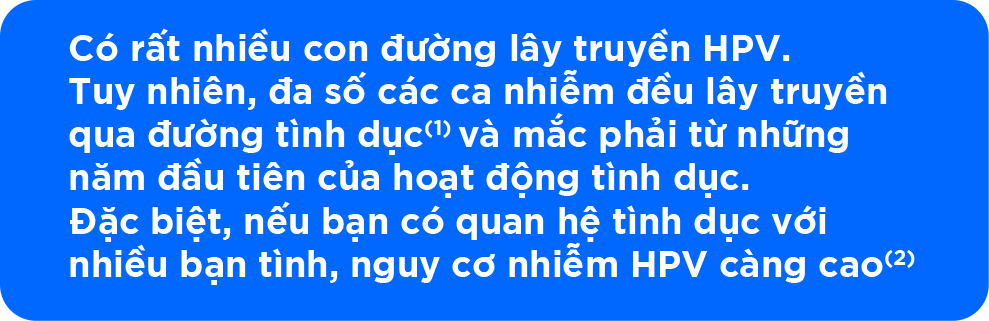 Có rất nhiều con đường lây truyền HPV.
Tuy nhiên, đa số các ca nhiễm đều lây truyền
qua đường tình dục(1) và mắc phải từ những
năm đầu tiên của hoạt động tình dục.
Đặc biệt, nếu bạn có quan hệ tình dục với
nhiều bạn tình, nguy cơ nhiễm HPV càng cao(2)